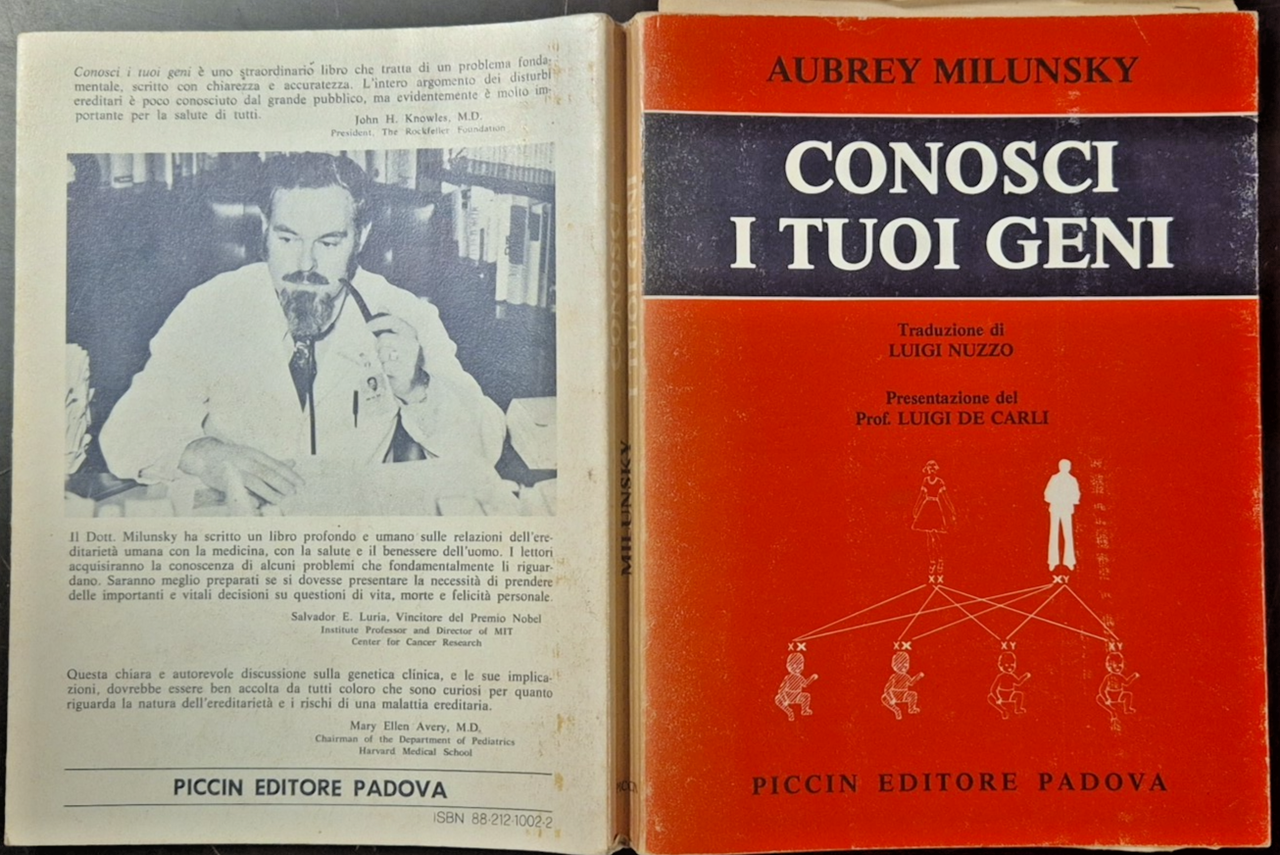 Conosci i tuoi geni è uno straordinario libro che tratta di un problema fonda-
mentale, scritto con chiarezza e accuratezza. L'intero argomento dei disturbi
ereditari è poco conosciuto dal grande pubblico, ma evidentemente è molto im-
portante per la salute di tutti.
John H. Knowles, M.D.
President, The Rockfeller Foundation
Il Dott. Milunsky ha scritto un libro profondo e umano sulle relazioni dell'ere-
ditarietà umana con la medicina, con la salute e il benessere dell'uomo. I lettori
acquisiranno la conoscenza di alcuni problemi che fondamentalmente li riguar-
dano. Saranno meglio preparati se si dovesse presentare la necessità di prendere
delle importanti e vitali decisioni su questioni di vita, morte e felicità personale.
Salvador E. Luria, Vincitore del Premio Nobel
Institute Professor and Director of MIT
Center for Cancer Research
Questa chiara e autorevole discussione sulla genetica clinica, e le sue implica-
zioni, dovrebbe essere ben accolta da tutti coloro che sono curiosi per quanto
riguarda la natura dell'ereditarietà e i rischi di una malattia ereditaria.
Mary Ellen Avery, M.D.
Chairman of the Department of Pediatrics
Harvard Medical School
PICCIN EDITORE PADOVA
ISBN 88-212-1002-2
MILUNSKY
CONOSCI
I TUOI GENI
PICCIN
AUBREY MILUNSKY
CONOSCI
I TUOI GENI
Traduzione di
LUIGI NUZZO
Presentazione del
Prof. LUIGI DE CARLI
XX XY
XX XX XY XY
PICCIN EDITORE PADOVA